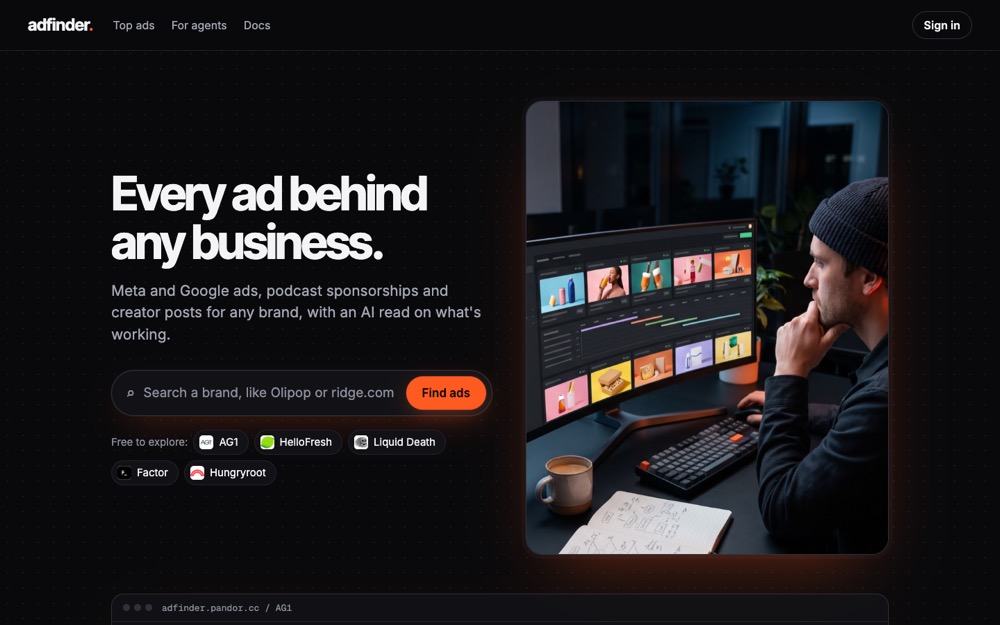 adfinder.
Top ads
For agents
Docs
Sign in
Every ad behind
any business.
Meta and Google ads, podcast sponsorships and
creator posts for any brand, with an AI read on what's
working.
Search a brand, like Olipop or ridge.com
Find ads
Free to explore:
AG1
AG1
HelloFresh
Liquid Death
Factor
Hungryroot
adfinder.pandor.cc / AG1